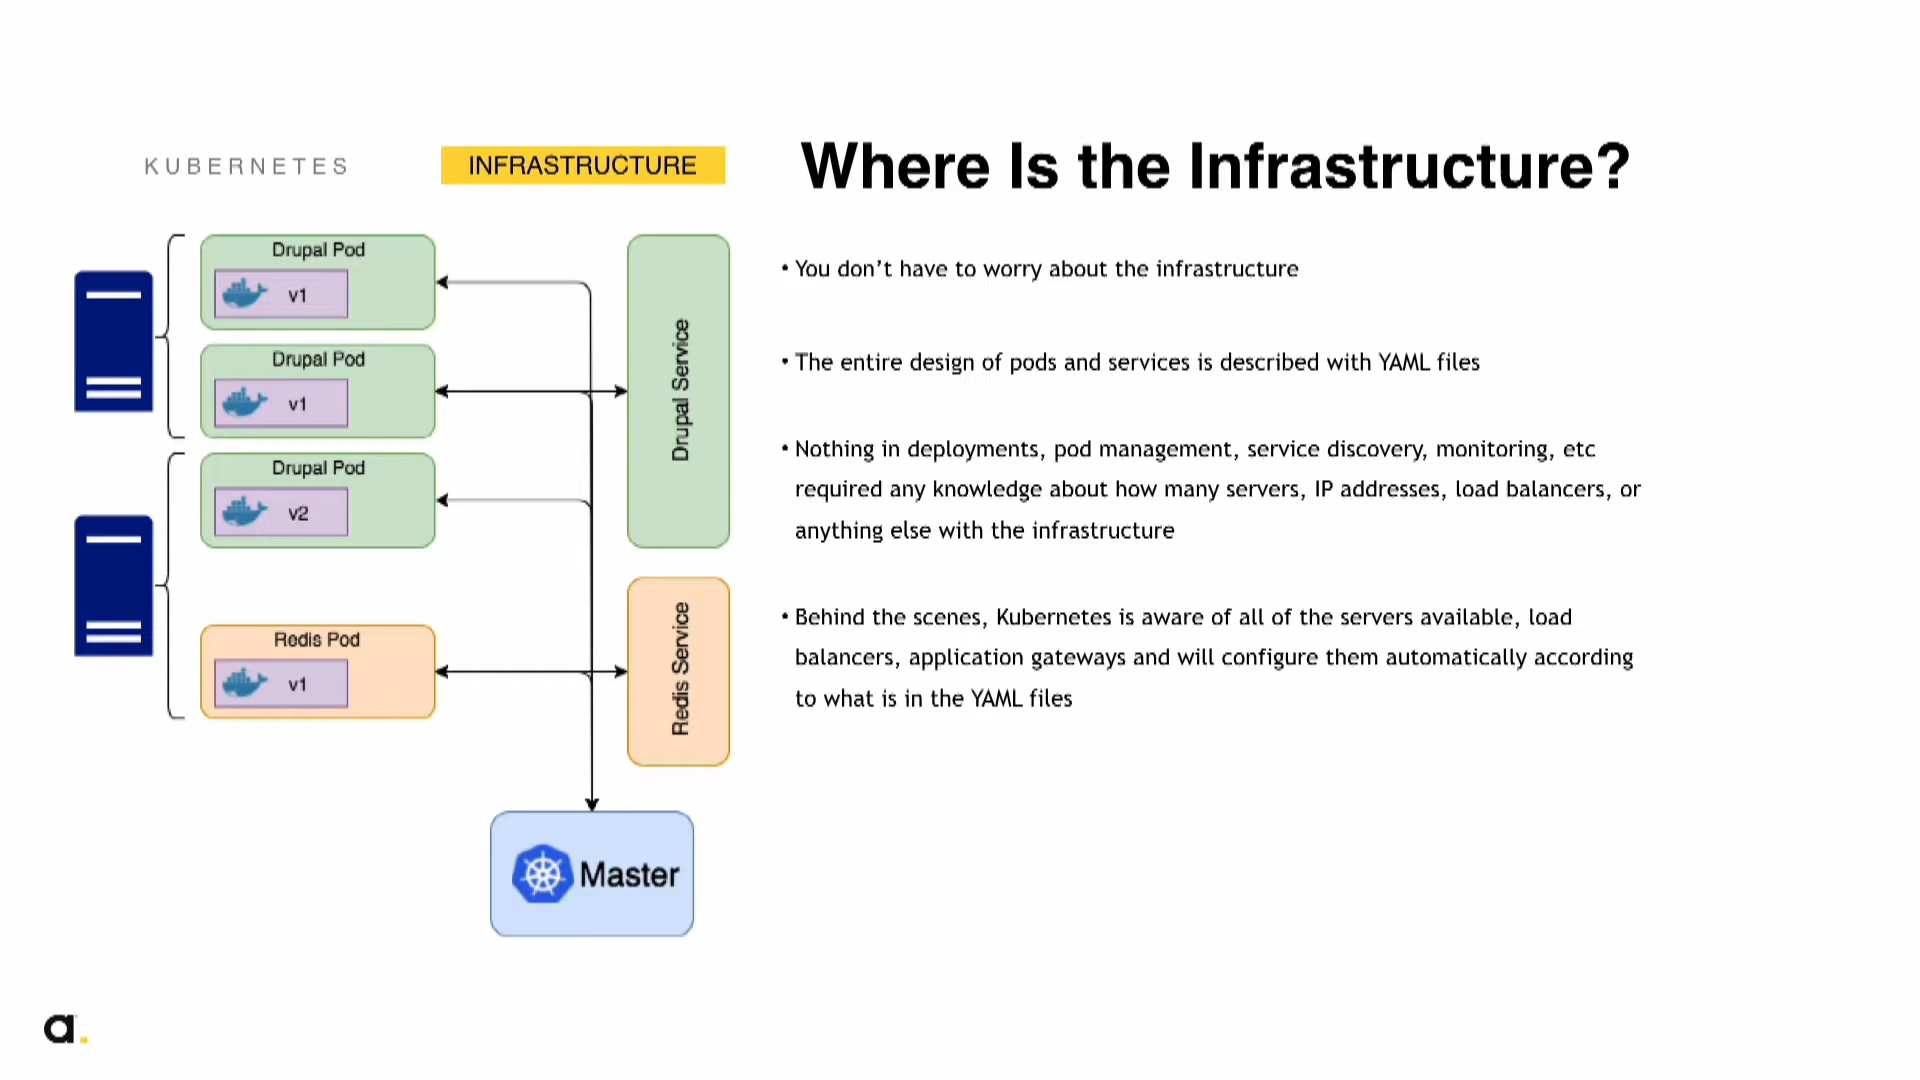 KUBERNETES
INFRASTRUCTURE
Where Is the Infrastructure?
Drupal Pod
v1
Drupal Pod
v1
Drupal Pod
v2
Redis Pod
v1
Drupal Service
Redis Service
Master
• You don’t have to worry about the infrastructure
• The entire design of pods and services is described with YAML files
• Nothing in deployments, pod management, service discovery, monitoring, etc
required any knowledge about how many servers, IP addresses, load balancers, or
anything else with the infrastructure
• Behind the scenes, Kubernetes is aware of all of the servers available, load
balancers, application gateways and will configure them automatically according
to what is in the YAML files
a.